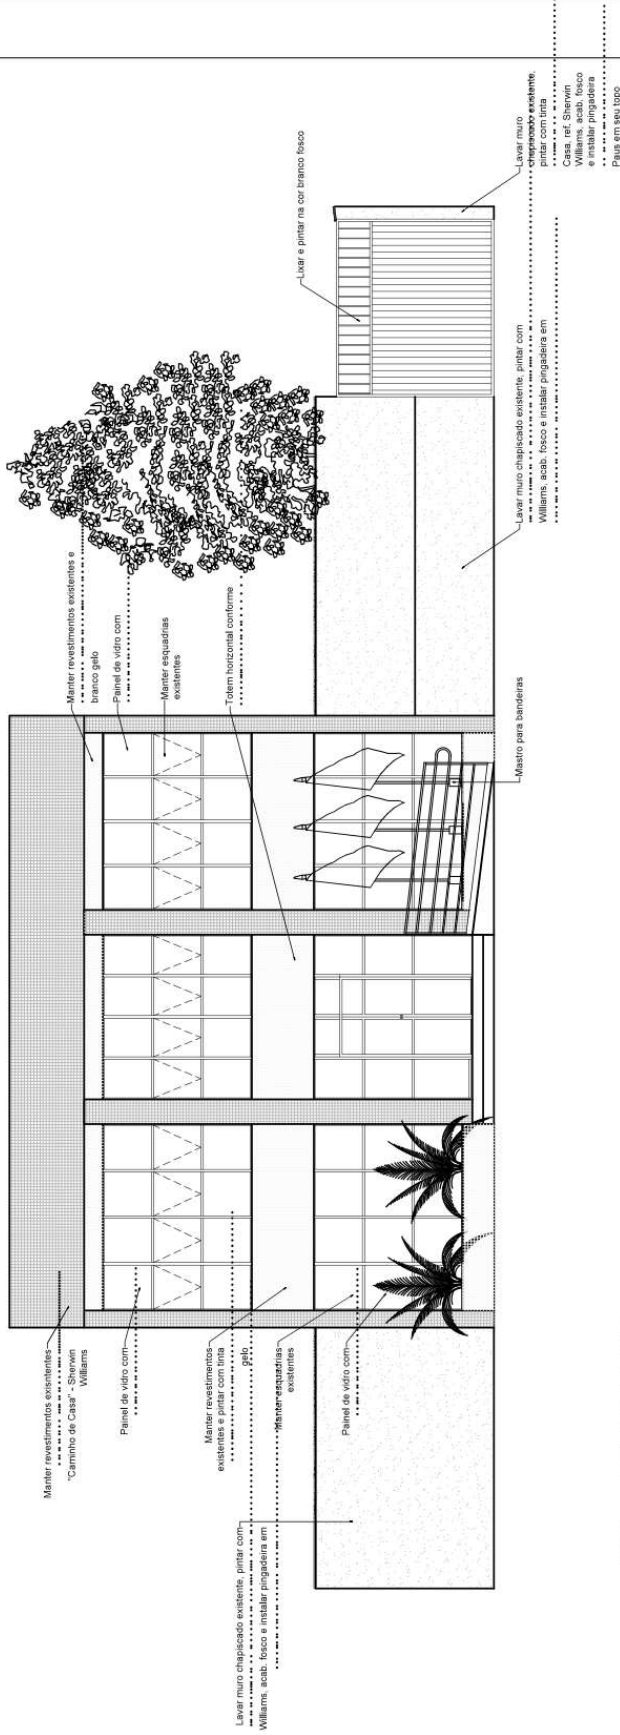 Manter revestimentos exisntentes
"Caminho de Casa" - Sherwin
Williams
Painel de vidro com
Manter revestimentos
existentes e pintar com tinta
gelo
Manter esquadrias
existentes
Painel de vidro com
Lavar muro chapiscado existente, pintar com
Williams, acab. fosco e instalar pingadeira em
Manter revestimentos existentes e
branco gelo
Painel de vidro com
Manter esquadrias
existentes
Totem horizontal conforme
Mastro para bandeiras
Lixar e pintar na cor branco fosco
Lavar muro chapiscado existente, pintar com
Williams, acab. fosco e instalar pingadeira em
Lavar muro
chapiscado existente,
pintar com tinta
Casa, ref. Sherwin
Williams, acab. fosco
e instalar pingadeira
Paus em seu topo